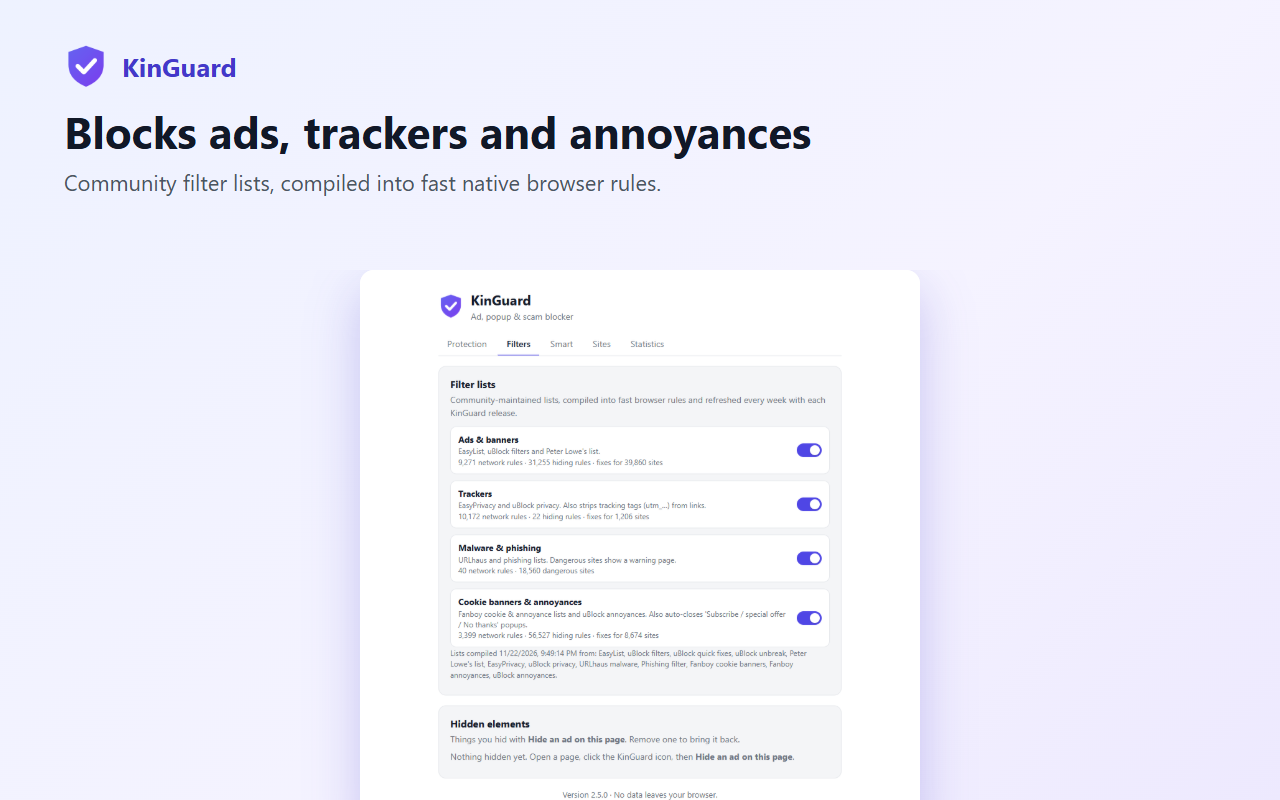 KinGuard
Blocks ads, trackers and annoyances
Community filter lists, compiled into fast native browser rules.
KinGuard
Ad, popup & scam blocker
Protection Filters Smart Sites Statistics
Filter lists
Community-maintained lists, compiled into fast browser rules and refreshed every week with each
KinGuard release.
Ads & banners
EasyList, uBlock filters and Peter Lowe's list.
9,271 network rules · 31,255 hiding rules · fixes for 39,860 sites
Trackers
EasyPrivacy and uBlock privacy. Also strips tracking tags (utm_...) from links.
10,172 network rules · 22 hiding rules · fixes for 1,206 sites
Malware & phishing
URLhaus and phishing lists. Dangerous sites show a warning page.
40 network rules · 18,560 dangerous sites
Cookie banners & annoyances
Fanboy cookie & annoyance lists and uBlock annoyances. Also auto-closes 'Subscribe / special offer
/ No thanks' popups.
3,399 network rules · 56,527 hiding rules · fixes for 8,674 sites
Lists compiled 11/22/2026, 9:49:14 PM from: EasyList, uBlock filters, uBlock quick fixes, uBlock unbreak, Peter
Lowe's list, EasyPrivacy, uBlock privacy, URLhaus malware, Phishing filter, Fanboy cookie banners, Fanboy
annoyances, uBlock annoyances.
Hidden elements
Things you hid with Hide an ad on this page. Remove one to bring it back.
Nothing hidden yet. Open a page, click the KinGuard icon, then Hide an ad on this page.
Version 2.5.0 · No data leaves your browser.